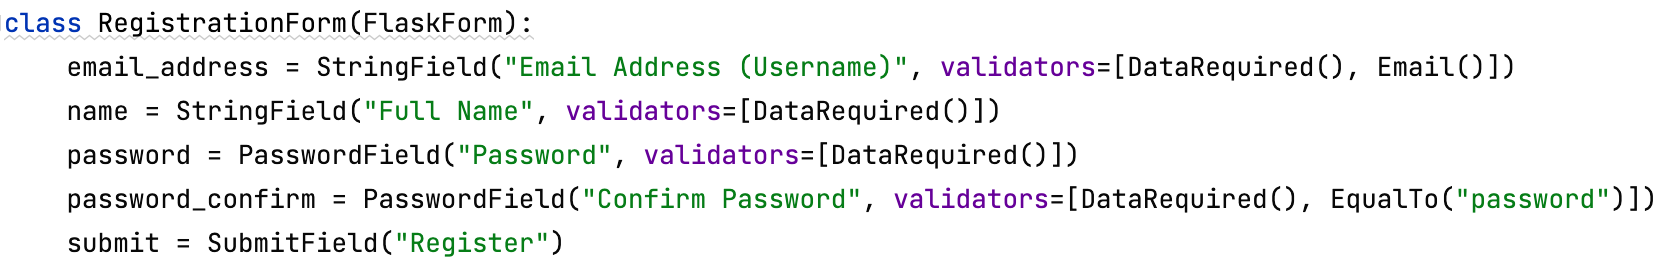 class RegistrationForm(FlaskForm):
    email_address = StringField("Email Address (Username)", validators=[DataRequired(), Email()])
    name = StringField("Full Name", validators=[DataRequired()])
    password = PasswordField("Password", validators=[DataRequired()])
    password_confirm = PasswordField("Confirm Password", validators=[DataRequired(), EqualTo("password")])
    submit = SubmitField("Register")